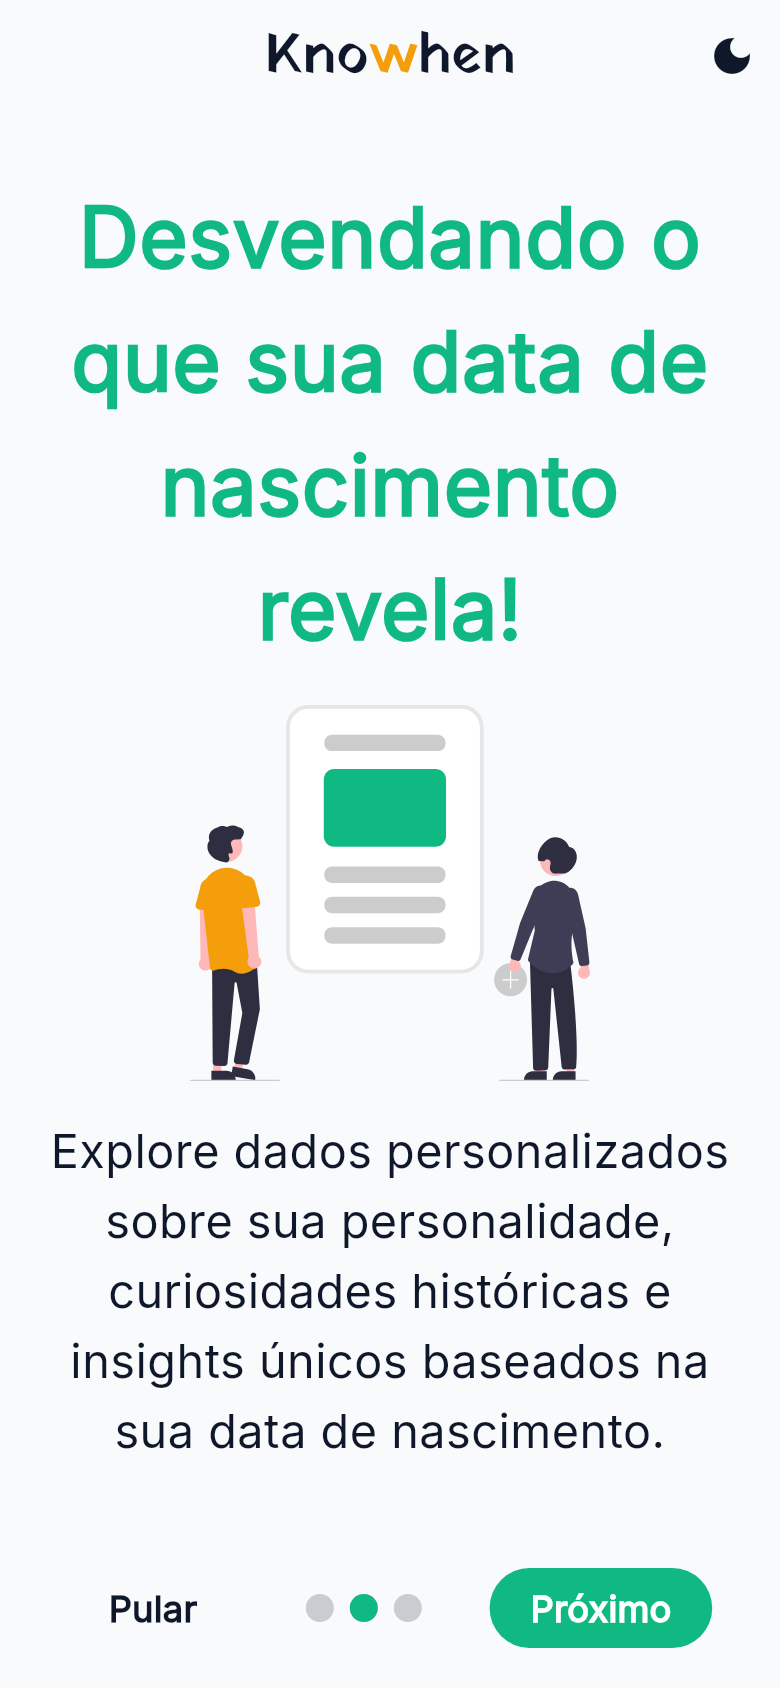 Knowhen
Desvendando o
que sua data de
nascimento
revela!
Explore dados personalizados
sobre sua personalidade,
curiosidades históricas e
insights únicos baseados na
sua data de nascimento.
Pular
Próximo